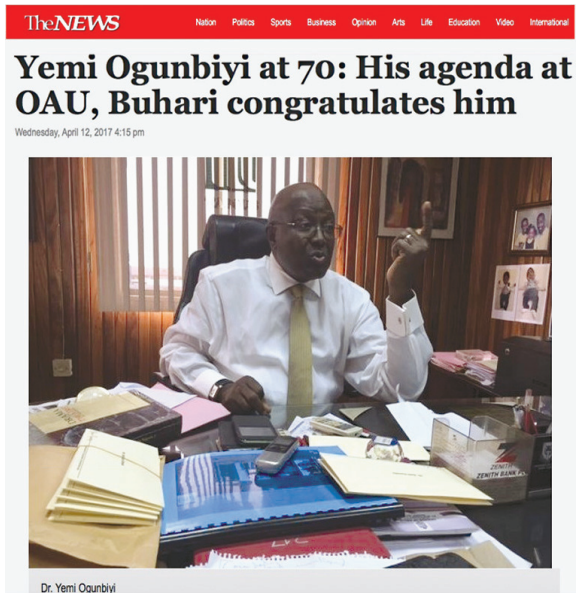 TheNEWS
Nation Politics Sports Business Opinion Arts Life Education Video International
Yemi Ogunbiyi at 70: His agenda at
OAU, Buhari congratulates him
Wednesday, April 12, 2017 4:15 pm
ZENITH
ZENITH BANK
Dr. Yemi Ogunbiyi